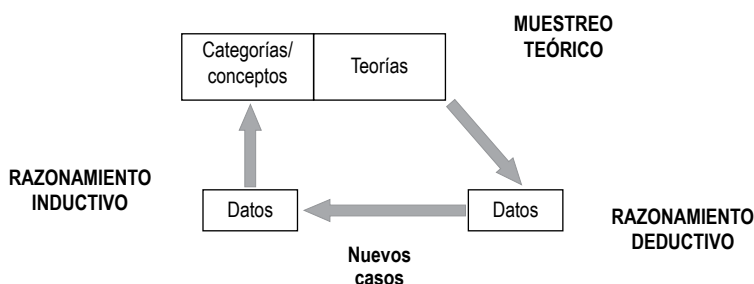 MUESTREO
TEÓRICO
Categorías/
conceptos
Teorías
RAZONAMIENTO
INDUCTIVO
Datos
Datos
RAZONAMIENTO
DEDUCTIVO
Nuevos
casos